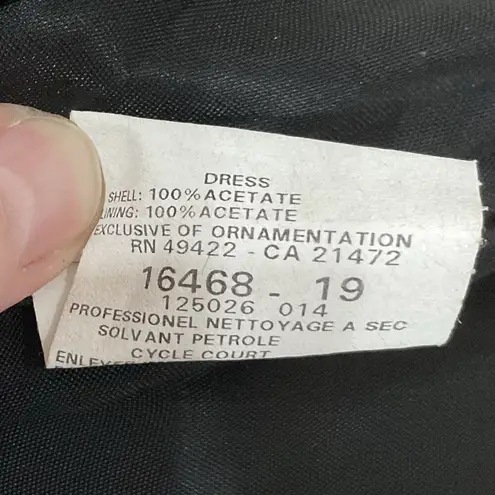 DRESS
SHELL: 100% ACETATE
LINING: 100% ACETATE
EXCLUSIVE OF ORNAMENTATION
RN 49422 - CA 21472
16468 - 19
125026 014
PROFESSIONEL NETTOYAGE A SEC
SOLVANT PETROLE
CYCLE COURT